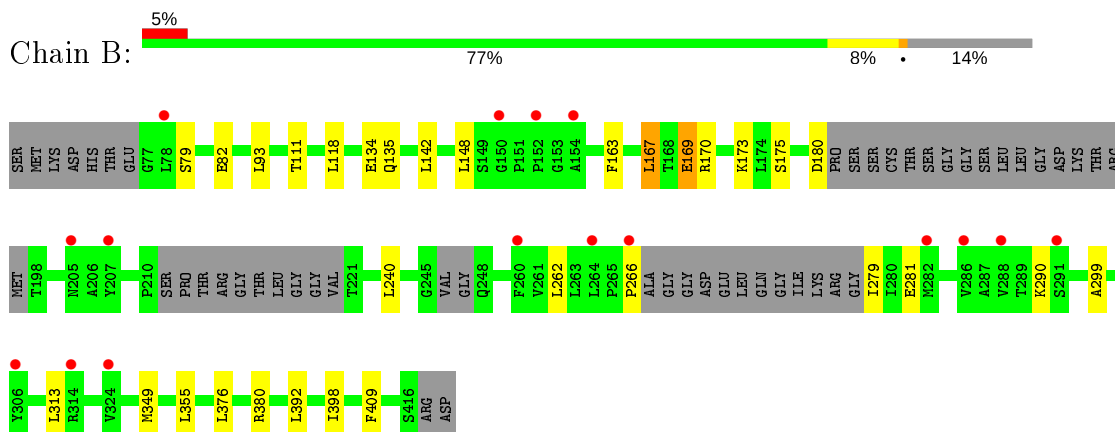 5%
Chain B:
77% 8% • 14%
SER MET LYS ASP HIS THR GLU G77 L78 S79 E82 L93 T111 L118 E134 Q135 L142 L148 S149 G150 P151 P152 G153 A154 F163 L167 T168 E169 R170 K173 L174 S175 D180 PRO SER SER CYS THR SER GLY GLY SER LEU LEU GLY ASP LYS THR ARG
MET T198 N205 A206 Y207 P210 SER PRO THR ARG GLY THR LEU GLY GLY VAL T221 L240 G245 VAL GLY Q248 F260 V261 L262 L263 L264 P265 P266 ALA GLY GLY ASP GLU LEU GLN GLY ILE LYS ARG GLY I279 I280 E281 M282 V286 A287 V288 T289 K290 S291 A299
Y306 L313 R314 V324 M349 L355 L376 R380 L392 I398 F409 S416 ARG ASP